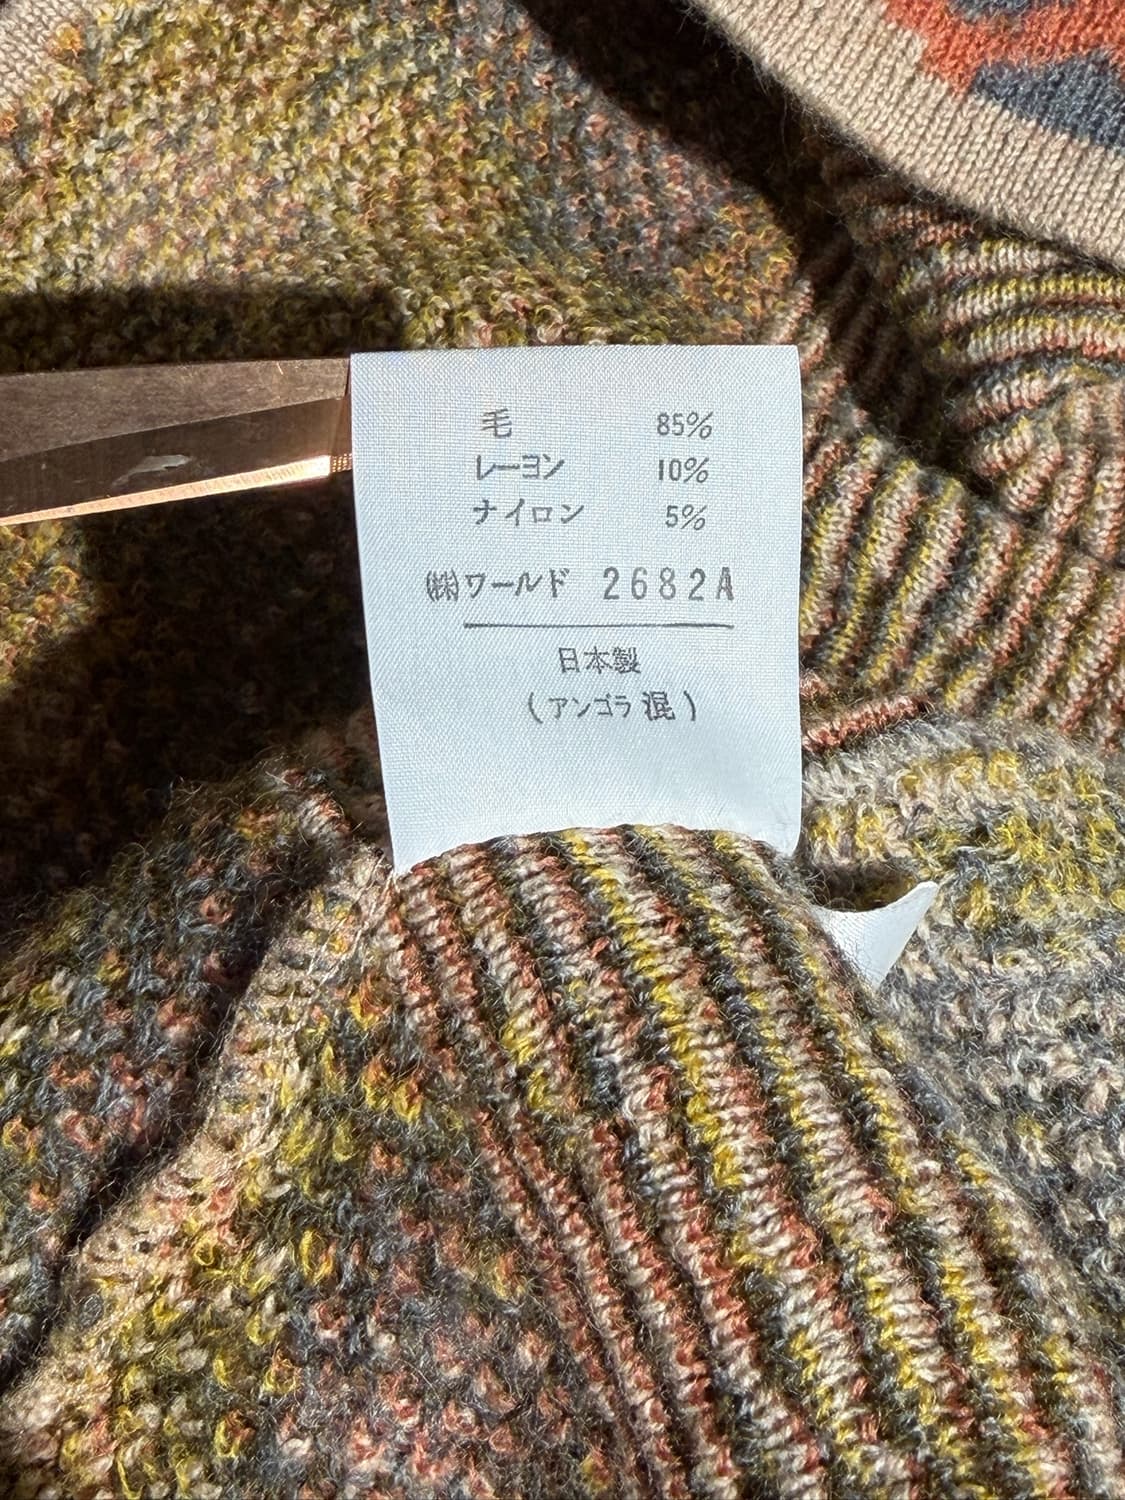 毛 85%
レーヨン 10%
ナイロン 5%
㈱ワールド 2682A
日本製
(アンゴラ混)